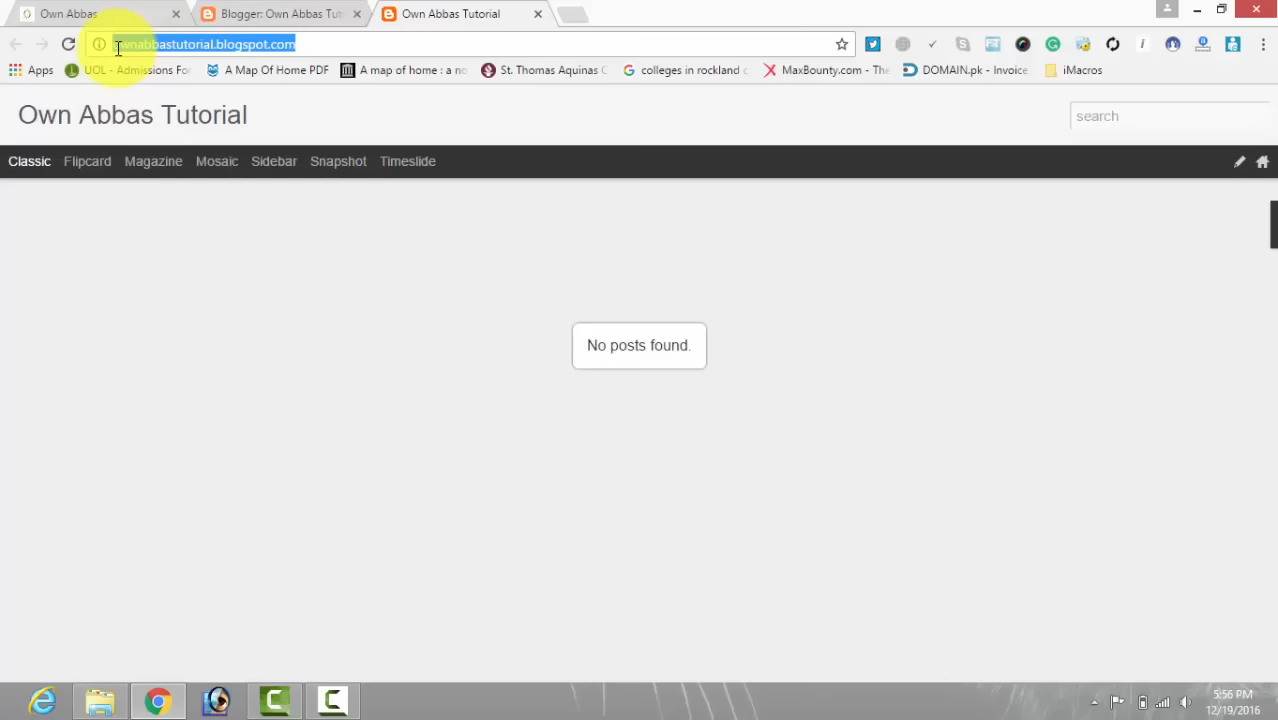 Own Abbas
Blogger: Own Abbas Tut
Own Abbas Tutorial
ownabbastutorial.blogspot.com
Apps
UOL - Admissions Fo
A Map Of Home PDF
A map of home : a no
St. Thomas Aquinas C
colleges in rockland c
MaxBounty.com - The
DOMAIN.pk - Invoice
iMacros
Own Abbas Tutorial
search
Classic Flipcard Magazine Mosaic Sidebar Snapshot Timeslide
No posts found.
5:56 PM
12/19/2016